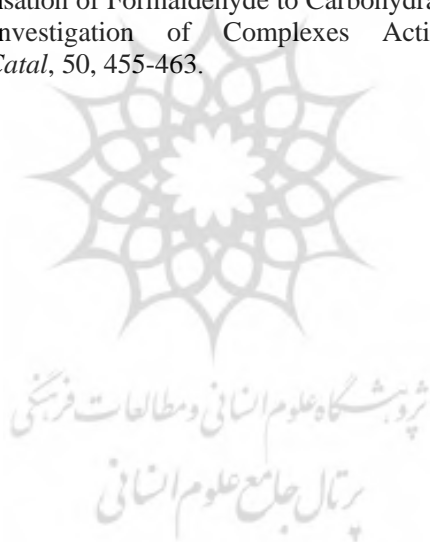 isation of Formaldehyde to Carbohydra
nvestigation of Complexes Acti
Catal, 50, 455-463.
پژوهشگاه علوم انسانی و مطالعات فرهنگی
پرتال جامع علوم انسانی